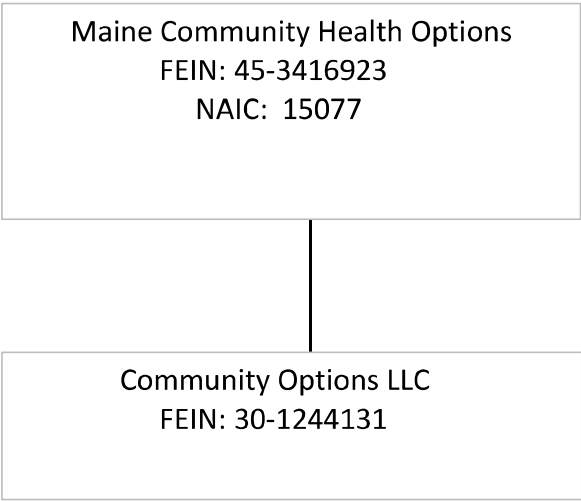 Maine Community Health Options
FEIN: 45-3416923
NAIC:  15077
Community Options LLC
FEIN: 30-1244131